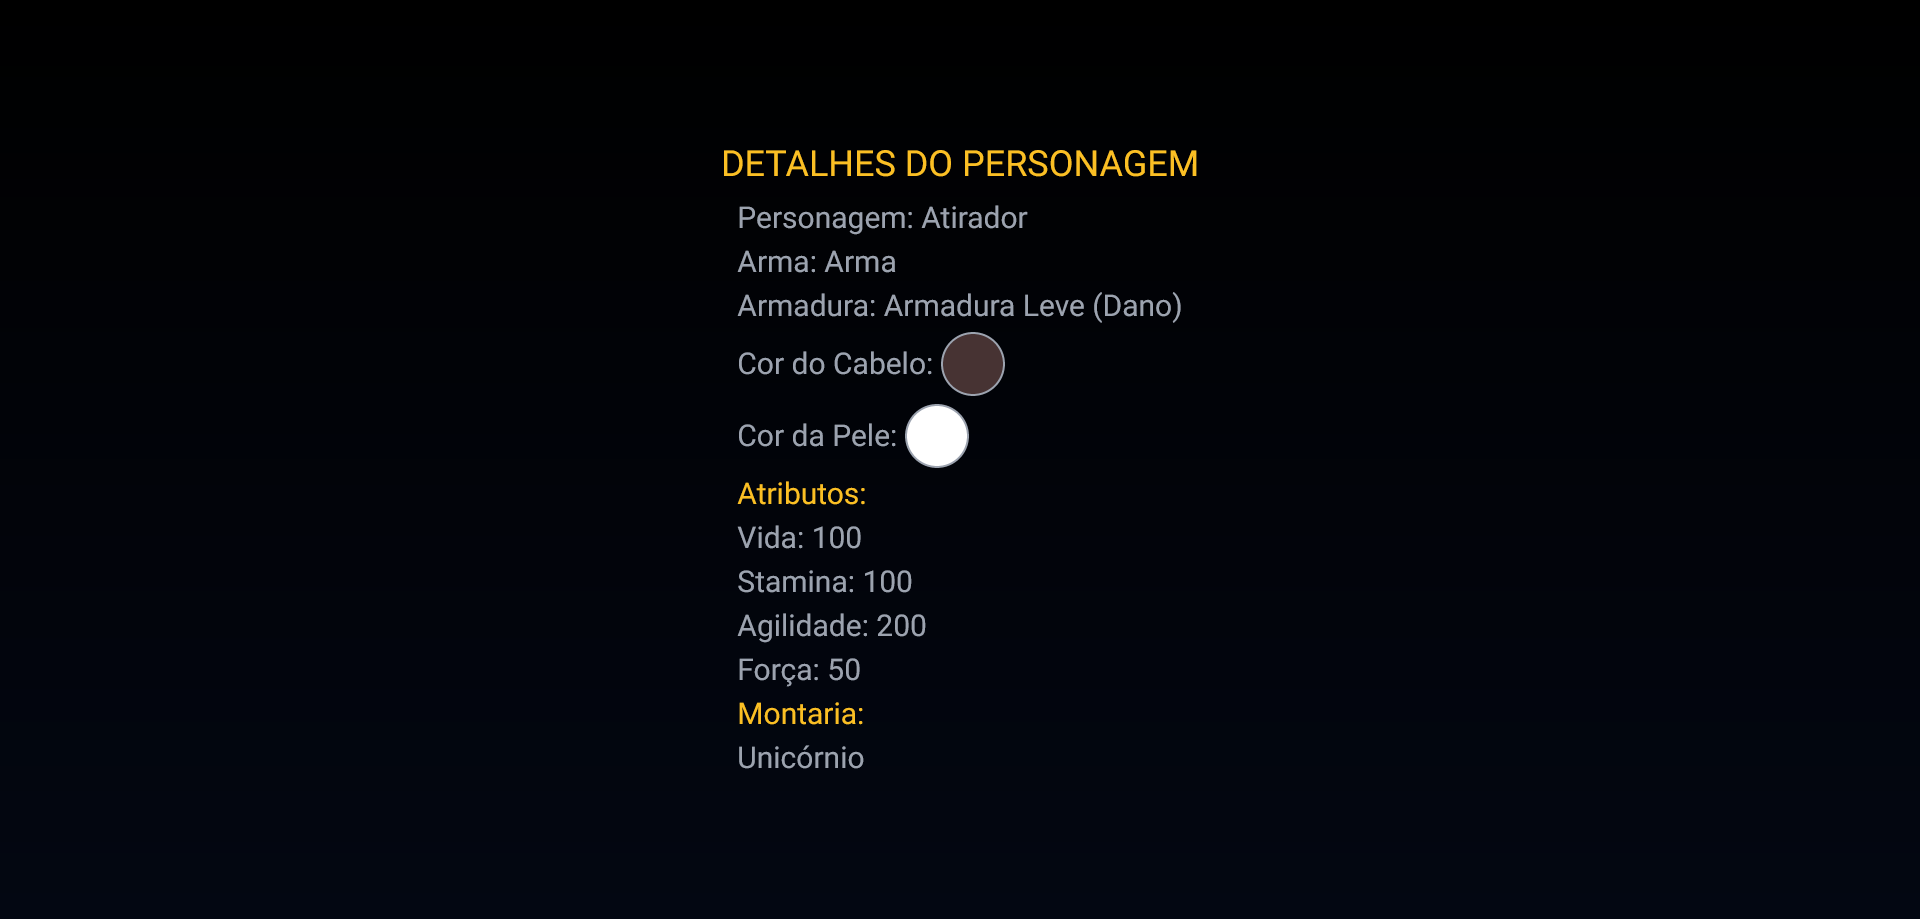 DETALHES DO PERSONAGEM
Personagem: Atirador
Arma: Arma
Armadura: Armadura Leve (Dano)
Cor do Cabelo:
Cor da Pele:
Atributos:
Vida: 100
Stamina: 100
Agilidade: 200
Força: 50
Montaria:
Unicórnio